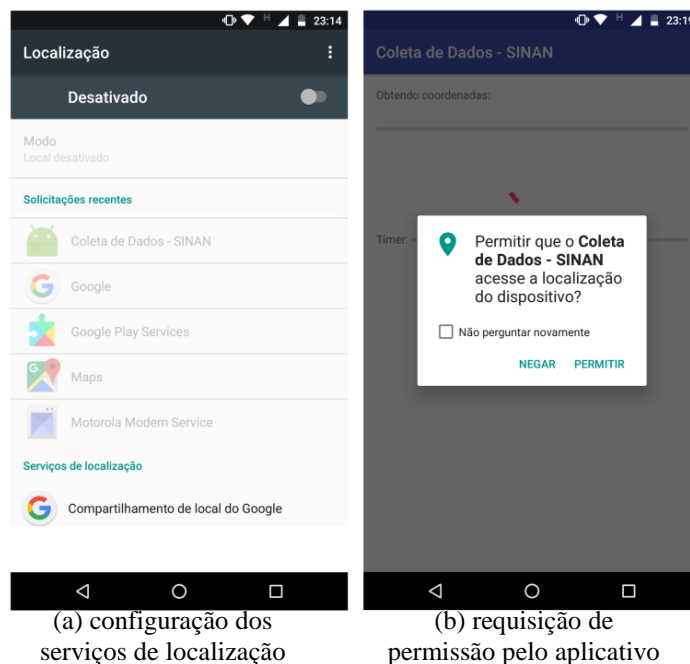 H 23:14
Localização
Desativado
Modo
Local desativado
Solicitações recentes
Coleta de Dados - SINAN
Google
Google Play Services
Maps
Motorola Modem Service
Serviços de localização
Compartilhamento de local do Google
(a) configuração dos
serviços de localização
H 23:19
Coleta de Dados - SINAN
Obtendo coordenadas:
Timer:
Permitir que o Coleta
de Dados - SINAN
acesse a localização
do dispositivo?
Não perguntar novamente
NEGAR PERMITIR
(b) requisição de
permissão pelo aplicativo